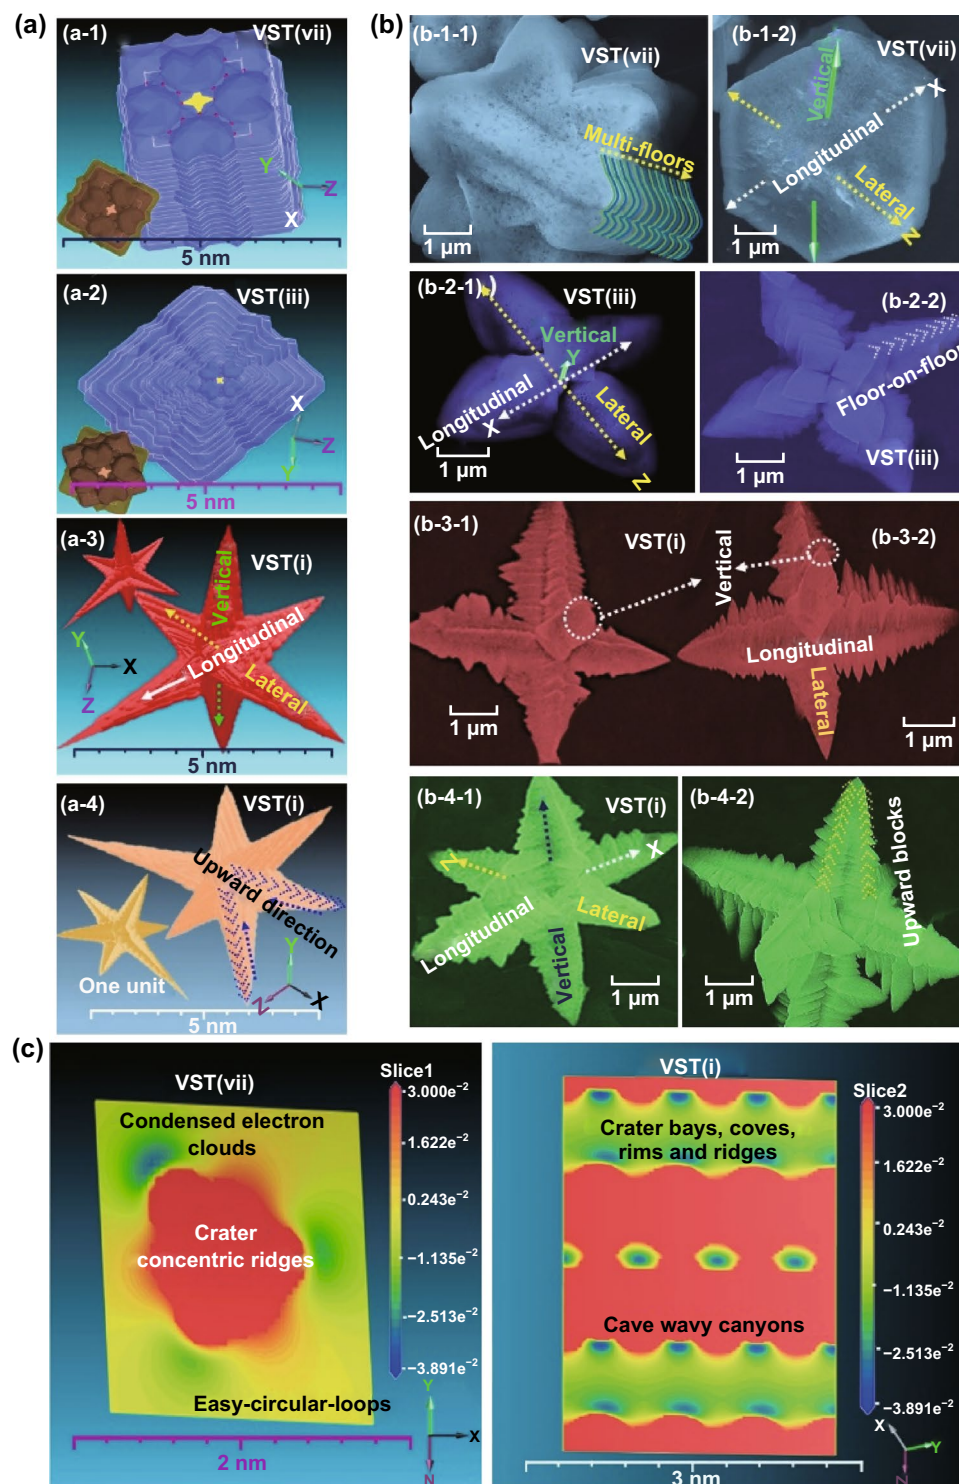 (a)
(a-1)
VST(vii)
Y
Z
X
5 nm
(a-2)
VST(iii)
X
Z
Y
5 nm
(a-3)
VST(i)
Vertical
Longitudinal
Lateral
Y
X
Z
5 nm
(a-4)
VST(i)
Upward direction
One unit
Y
X
Z
5 nm
(b)
(b-1-1)
VST(vii)
Multi-floors
1 μm
(b-1-2)
VST(vii)
Vertical
X
Longitudinal
Lateral
Z
1 μm
(b-2-1)
VST(iii)
Vertical
Y
Longitudinal
X
Lateral
Z
1 μm
(b-2-2)
Floor-on-floor
VST(iii)
1 μm
(b-3-1)
VST(i)
Vertical
1 μm
(b-3-2)
Longitudinal
Lateral
1 μm
(b-4-1)
VST(i)
X
Longitudinal
Lateral
Vertical
1 μm
(b-4-2)
Upward blocks
1 μm
(c)
VST(vii)
Slice1
Condensed electron
clouds
Crater
concentric ridges
Easy-circular-loops
3.000e⁻²
1.622e⁻²
0.243e⁻²
−1.135e⁻²
−2.513e⁻²
−3.891e⁻²
Y
X
2 nm
VST(i)
Slice2
Crater bays, coves,
rims and ridges
Cave wavy canyons
3.000e⁻²
1.622e⁻²
0.243e⁻²
−1.135e⁻²
−2.513e⁻²
−3.891e⁻²
X
Y
3 nm